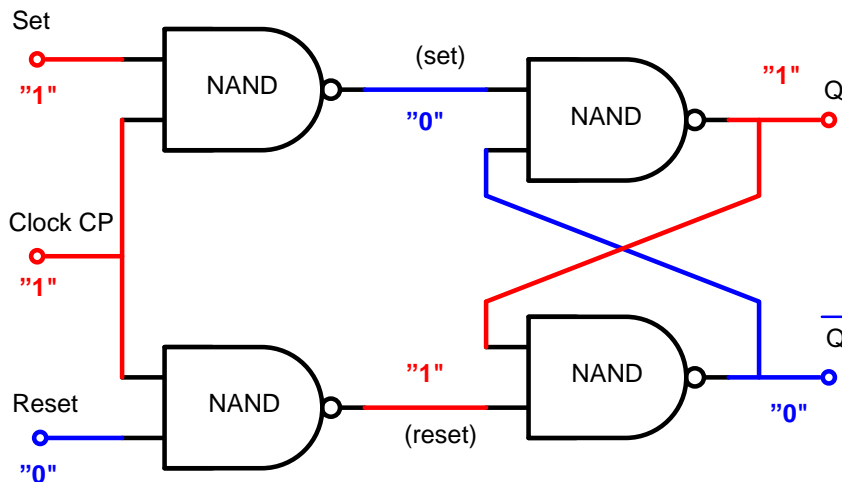 Set
”1"
NAND
(set)
”0"
NAND
”1"
Q
Clock CP
”1"
Reset
”0"
NAND
”1"
(reset)
NAND
Q
”0"